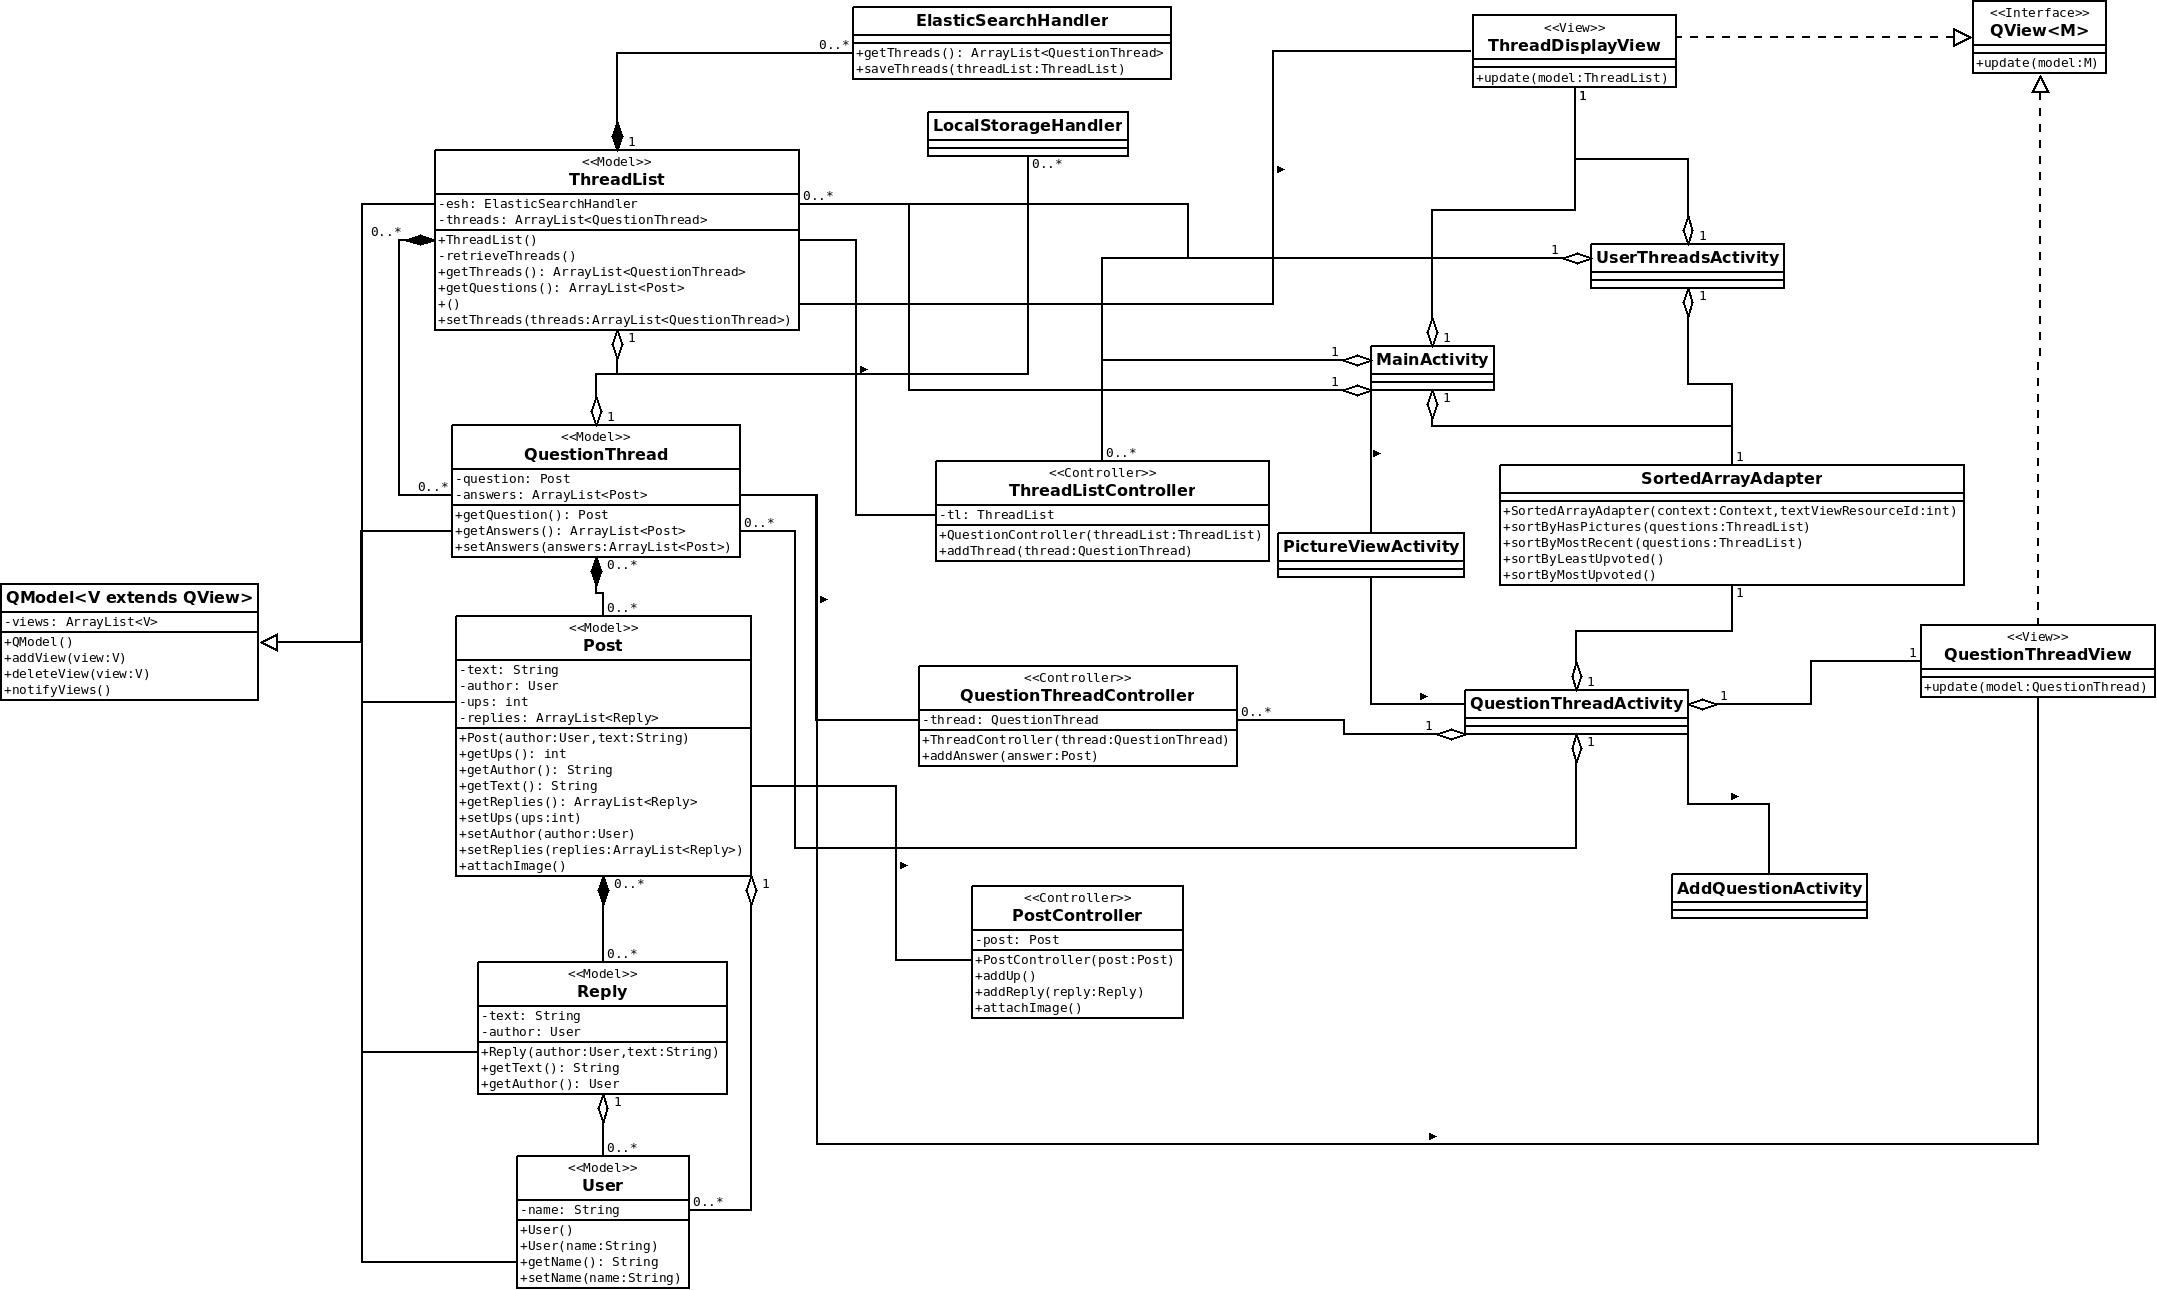 ElasticSearchHandler
+getThreads(): ArrayList<QuestionThread>
+saveThreads(threadList:ThreadList)
0..*
1
<<View>>
ThreadDisplayView
+update(model:ThreadList)
1
<<Interface>>
QView<M>
+update(model:M)
LocalStorageHandler
0..*
<<Model>>
ThreadList
-esh: ElasticSearchHandler
-threads: ArrayList<QuestionThread>
+ThreadList()
-retrieveThreads()
+getThreads(): ArrayList<QuestionThread>
+getQuestions(): ArrayList<Post>
+()
+setThreads(threads:ArrayList<QuestionThread>)
0..*
0..*
1
1
1
UserThreadsActivity
1
1
1
MainActivity
1
1
<<Model>>
QuestionThread
-question: Post
-answers: ArrayList<Post>
+getQuestion(): Post
+getAnswers(): ArrayList<Post>
+setAnswers(answers:ArrayList<Post>)
1
0..*
0..*
0..*
0..*
<<Controller>>
ThreadListController
-tl: ThreadList
+QuestionController(threadList:ThreadList)
+addThread(thread:QuestionThread)
0..*
PictureViewActivity
1
SortedArrayAdapter
+SortedArrayAdapter(context:Context,textViewResourceId:int)
+sortByHasPictures(questions:ThreadList)
+sortByMostRecent(questions:ThreadList)
+sortByLeastUpvoted()
+sortByMostUpvoted()
1
QModel<V extends QView>
-views: ArrayList<V>
+QModel()
+addView(view:V)
+deleteView(view:V)
+notifyViews()
<<Model>>
Post
-text: String
-author: User
-ups: int
-replies: ArrayList<Reply>
+Post(author:User,text:String)
+getUps(): int
+getAuthor(): String
+getText(): String
+getReplies(): ArrayList<Reply>
+setUps(ups:int)
+setAuthor(author:User)
+setReplies(replies:ArrayList<Reply>)
+attachImage()
0..*
1
<<Controller>>
QuestionThreadController
-thread: QuestionThread
+ThreadController(thread:QuestionThread)
+addAnswer(answer:Post)
0..*
1
1
QuestionThreadActivity
1
1
1
<<View>>
QuestionThreadView
+update(model:QuestionThread)
AddQuestionActivity
<<Controller>>
PostController
-post: Post
+PostController(post:Post)
+addUp()
+addReply(reply:Reply)
+attachImage()
0..*
<<Model>>
Reply
-text: String
-author: User
+Reply(author:User,text:String)
+getText(): String
+getAuthor(): User
1
0..*
<<Model>>
User
-name: String
+User()
+User(name:String)
+getName(): String
+setName(name:String)
0..*